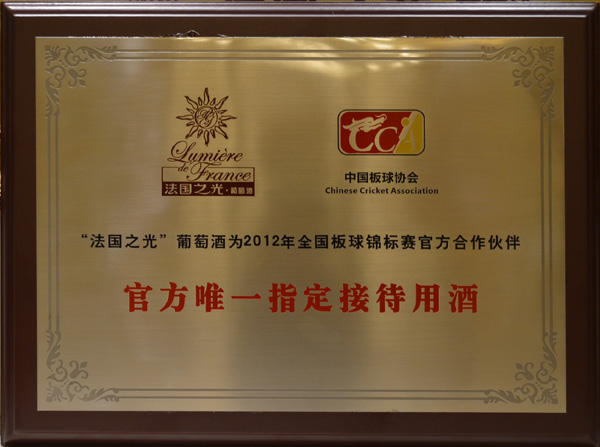 Lumière
de
France
法国之光·葡萄酒
CCA
中国板球协会
Chinese Cricket Association
“法国之光”葡萄酒为2012年全国板球锦标赛官方合作伙伴
官方唯一指定接待用酒